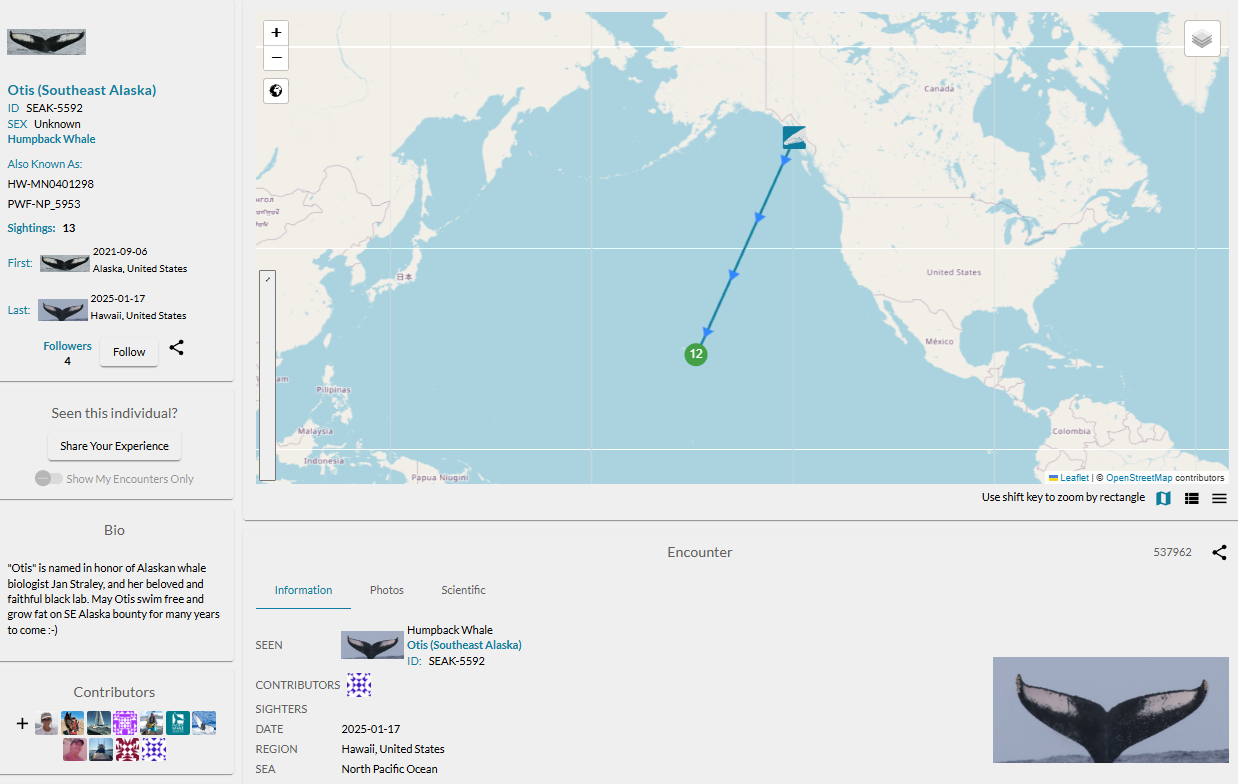 Otis (Southeast Alaska)
ID SEAK-5592
SEX Unknown
Humpback Whale
Also Known As:
HW-MN0401298
PWF-NP_5953
Sightings: 13
First: 2021-09-06
Alaska, United States
Last: 2025-01-17
Hawaii, United States
Followers
4
Follow
Seen this individual?
Share Your Experience
Show My Encounters Only
Bio
"Otis" is named in honor of Alaskan whale
biologist Jan Straley, and her beloved and
faithful black lab. May Otis swim free and
grow fat on SE Alaska bounty for many years
to come :-)
Contributors
+
+
−
Canada
United States
México
Colombia
日本
Pilipinas
Malaysia
Indonesia
Papua Niugini
12
Leaflet | © OpenStreetMap contributors
Use shift key to zoom by rectangle
Encounter
537962
Information Photos Scientific
SEEN
Humpback Whale
Otis (Southeast Alaska)
ID: SEAK-5592
CONTRIBUTORS
SIGHTERS
DATE 2025-01-17
REGION Hawaii, United States
SEA North Pacific Ocean